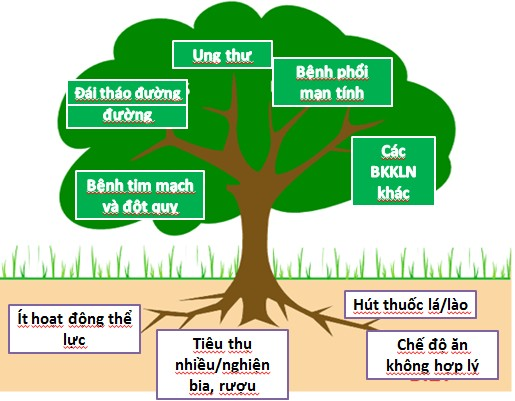 Ung thư
Bệnh phổi
mạn tính
Đái tháo đường
đường
Các
BKKLN
khác
Bệnh tim mạch
và đột quỵ
Hút thuốc lá/lào
Ít hoạt động thể
lực
Tiêu thụ
nhiều/nghiện
bia, rượu
Chế độ ăn
không hợp lý